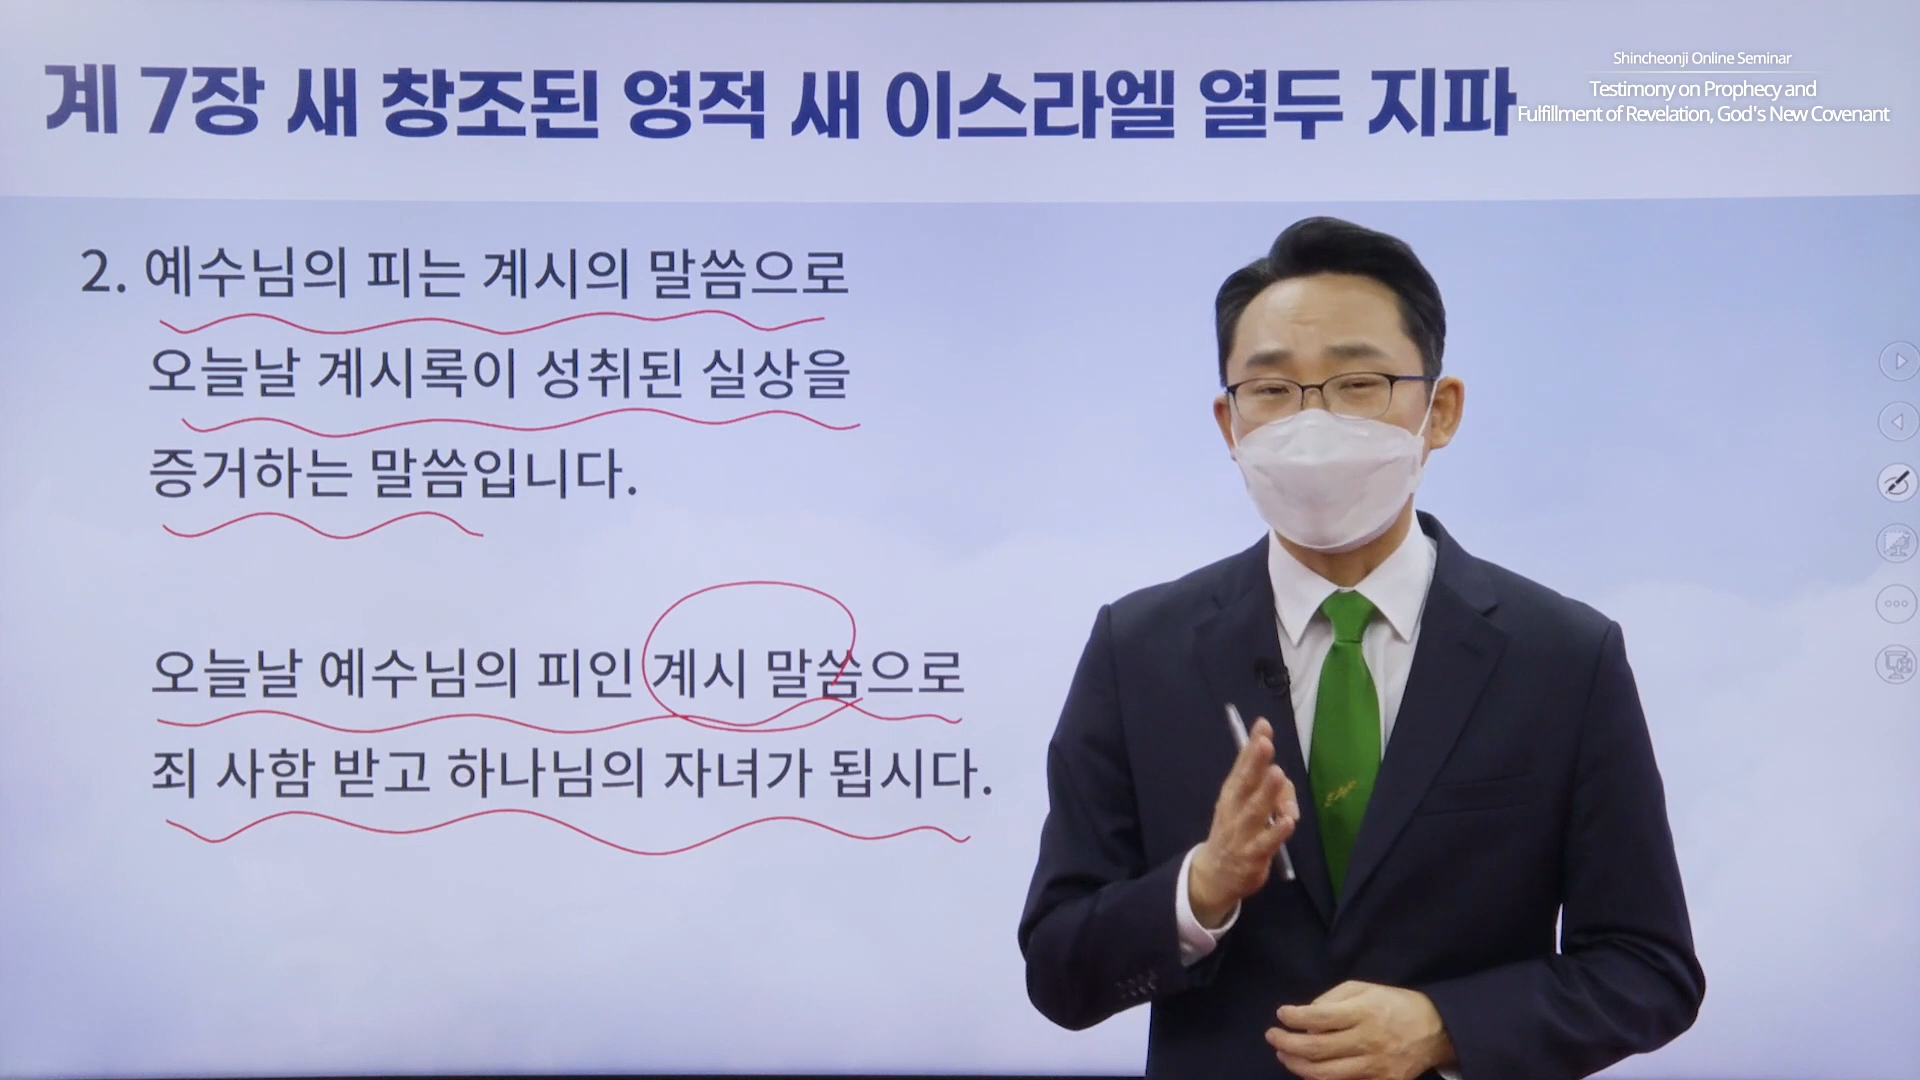 계 7장 새 창조된 영적 새 이스라엘 열두 지파
Shincheonji Online Seminar
Testimony on Prophecy and
Fulfillment of Revelation, God's New Covenant
2. 예수님의 피는 계시의 말씀으로
오늘날 계시록이 성취된 실상을
증거하는 말씀입니다.
오늘날 예수님의 피인 계시 말씀으로
죄 사함 받고 하나님의 자녀가 됩시다.